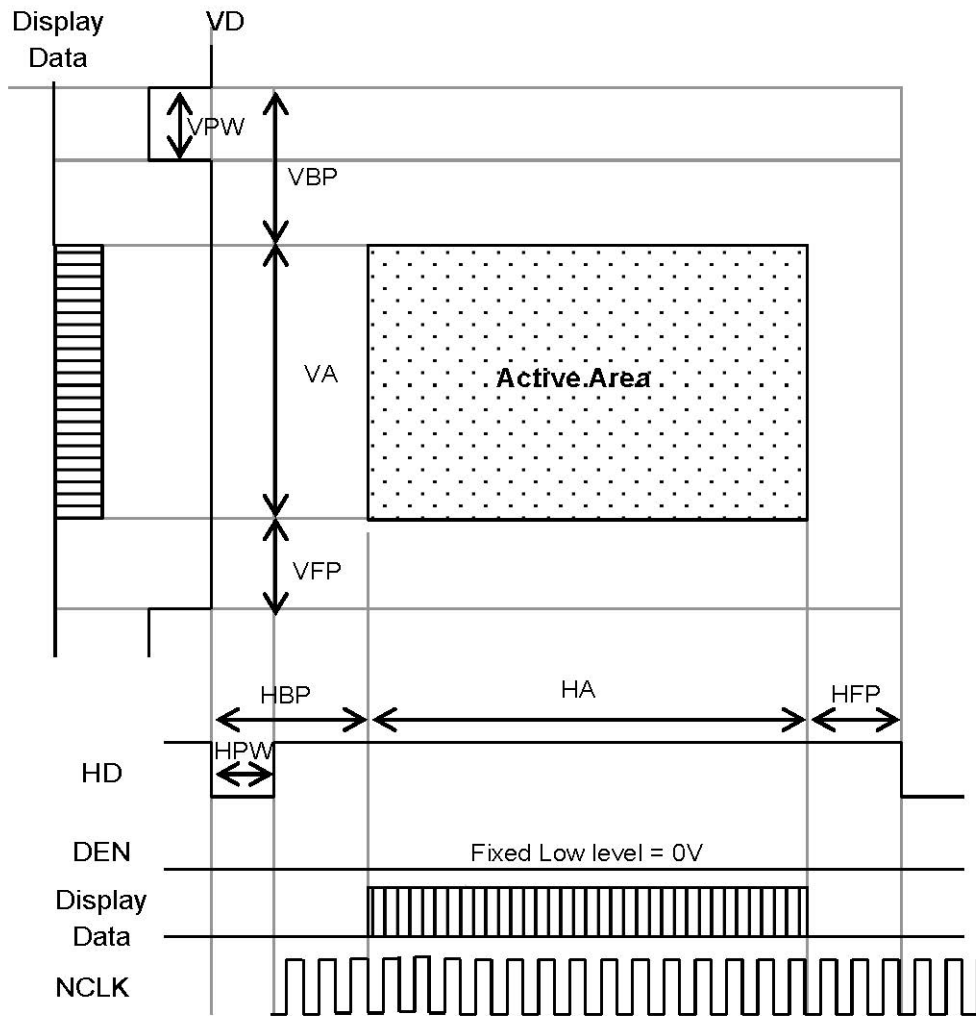 Display
Data
VD
VPW
VBP
VA
Active Area
VFP
HBP
HA
HFP
HPW
HD
DEN
Fixed Low level = 0V
Display
Data
NCLK